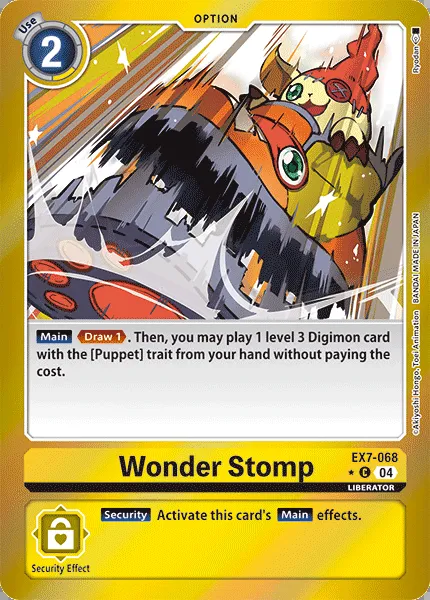 Use
2
OPTION
Ryodan
©Akiyoshi Hongo, Toei Animation BANDAI MADE IN JAPAN
Main Draw 1. Then, you may play 1 level 3 Digimon card
with the [Puppet] trait from your hand without paying the
cost.
EX7-068
Wonder Stomp
★ C 04
LIBERATOR
Security Activate this card's Main effects.
Security Effect